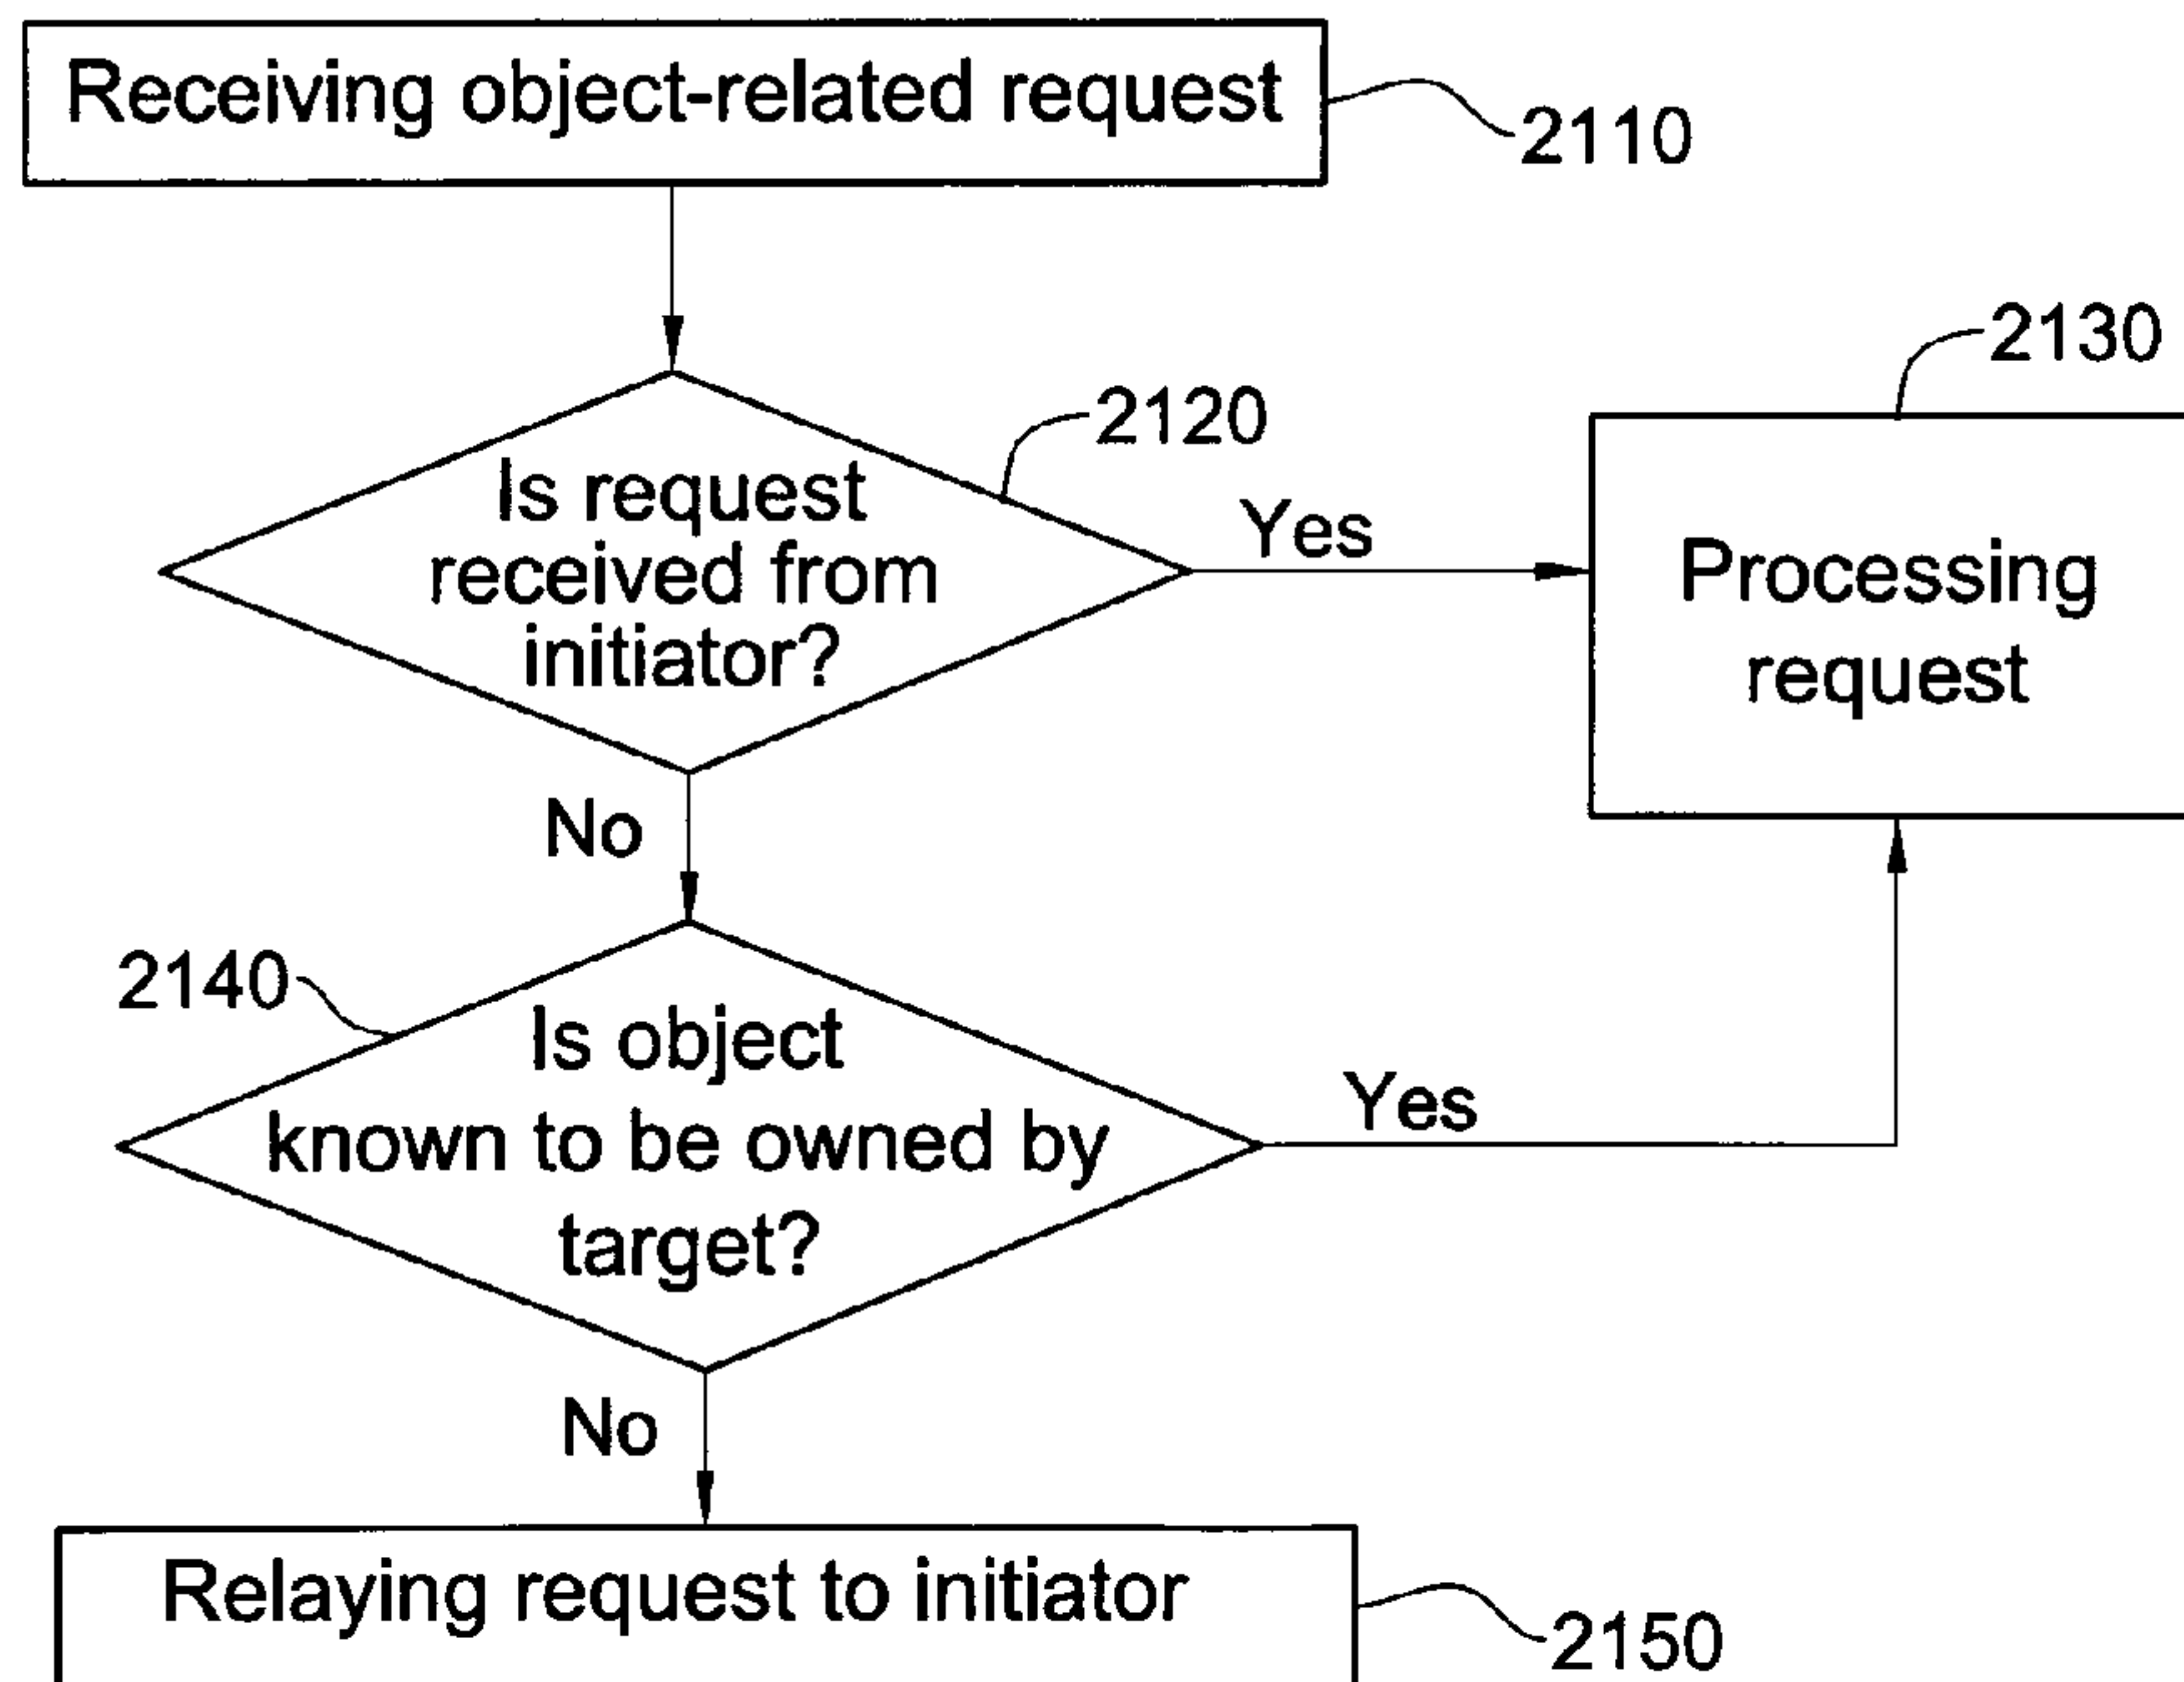 Receiving object-related request
2110
2130
2120
Is request
received from
initiator?
Yes
Processing
request
No
2140
Is object
known to be owned by
target?
Yes
No
Relaying request to initiator
2150